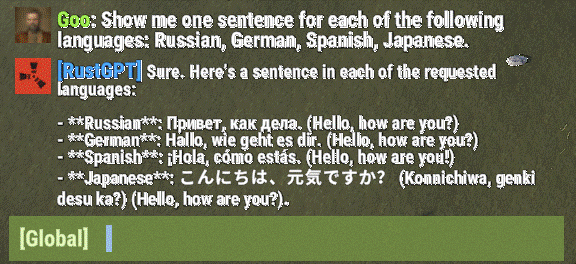 Goo: Show me one sentence for each of the following
languages: Russian, German, Spanish, Japanese.
[RustGPT] Sure. Here's a sentence in each of the requested
languages:
- **Russian**: Привет, как дела. (Hello, how are you?)
- **German**: Hallo, wie geht es dir. (Hello, how are you?)
- **Spanish**: ¡Hola, cómo estás. (Hello, how are you!)
- **Japanese**: こんにちは、元気ですか? (Konnichiwa, genki
desu ka?) (Hello, how are you?).
[Global]